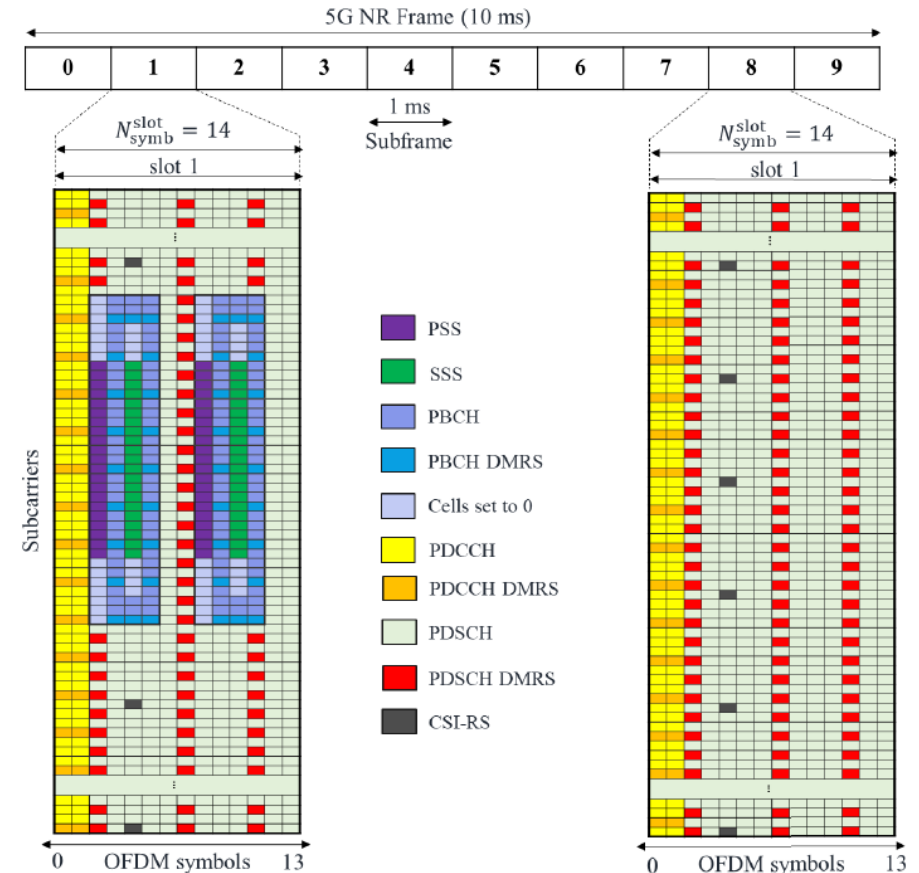 5G NR Frame (10 ms)
0 1 2 3 4 5 6 7 8 9
1 ms
Subframe
N_symb^slot = 14
slot 1
N_symb^slot = 14
slot 1
⋮
⋮
Subcarriers
PSS
SSS
PBCH
PBCH DMRS
Cells set to 0
PDCCH
PDCCH DMRS
PDSCH
PDSCH DMRS
CSI-RS
⋮
⋮
0 OFDM symbols 13
0 OFDM symbols 13